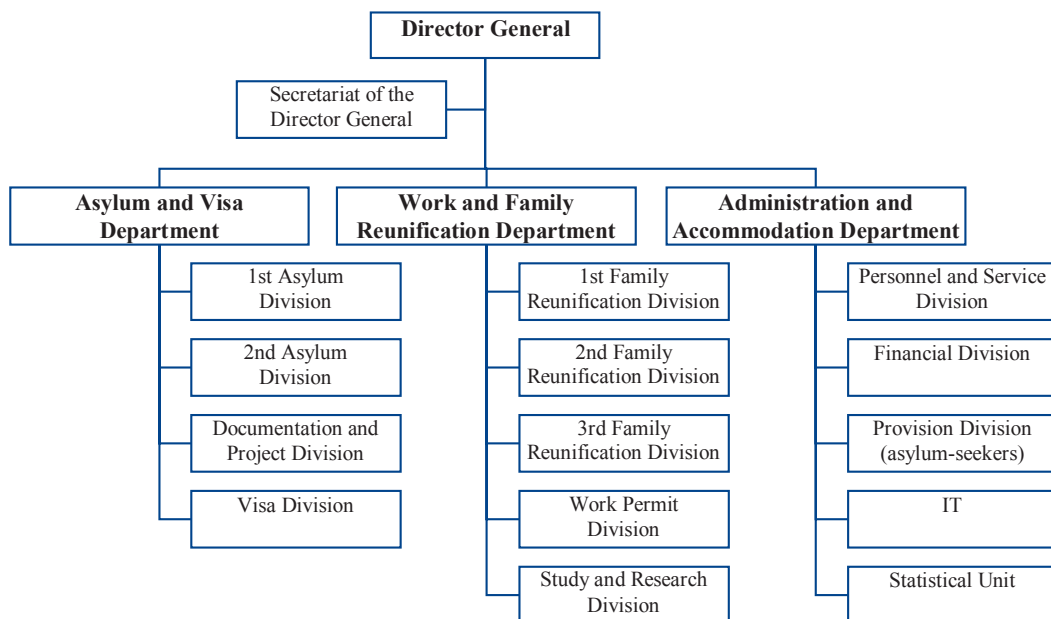 Director General
Secretariat of the
Director General
Asylum and Visa
Department
1st Asylum
Division
2nd Asylum
Division
Documentation and
Project Division
Visa Division
Work and Family
Reunification Department
1st Family
Reunification Division
2nd Family
Reunification Division
3rd Family
Reunification Division
Work Permit
Division
Study and Research
Division
Administration and
Accommodation Department
Personnel and Service
Division
Financial Division
Provision Division
(asylum-seekers)
IT
Statistical Unit